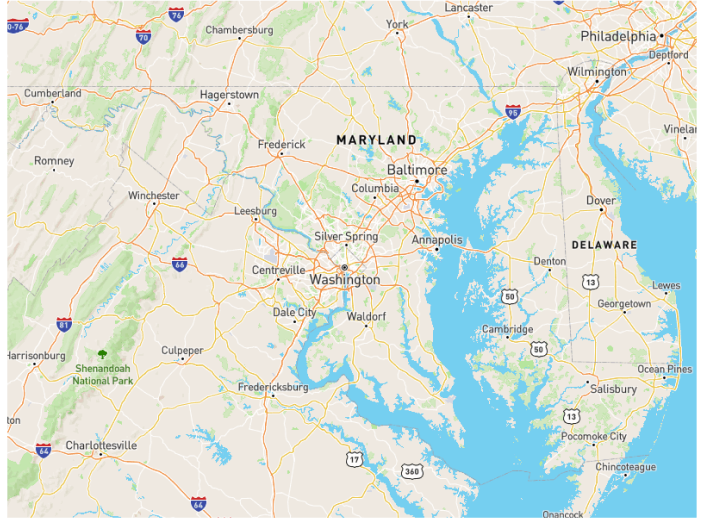 Lancaster
76
0-76
70
York
Chambersburg
Philadelphia
Deptford
Wilmington
Cumberland
Hagerstown
95
MARYLAND
Vinelan
Frederick
Romney
Baltimore
Columbia
Winchester
Dover
Leesburg
Silver Spring
Annapolis
DELAWARE
66
Centreville
Washington
Denton
13
Lewes
50
Georgetown
Dale City
Waldorf
81
Cambridge
50
Harrisonburg
Culpeper
Shenandoah
National Park
Ocean Pines
Fredericksburg
Salisbury
13
ton
Pocomoke City
64
Charlottesville
17
360
Chincoteague
64
Onancock